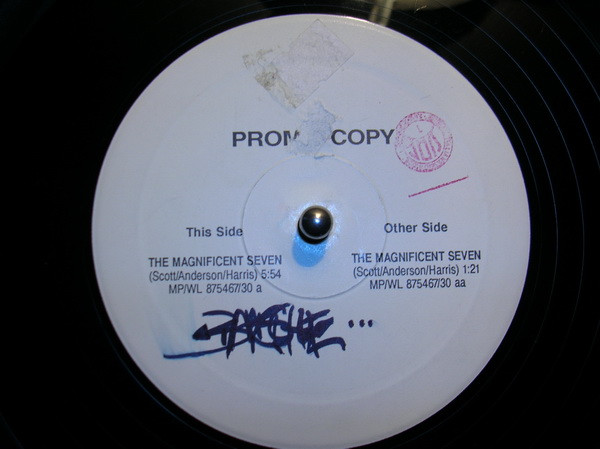 PROM COPY
This Side
THE MAGNIFICENT SEVEN
(Scott/Anderson/Harris) 5:54
MP/WL 875467/30 a
Other Side
THE MAGNIFICENT SEVEN
(Scott/Anderson/Harris) 1:21
MP/WL 875467/30 aa